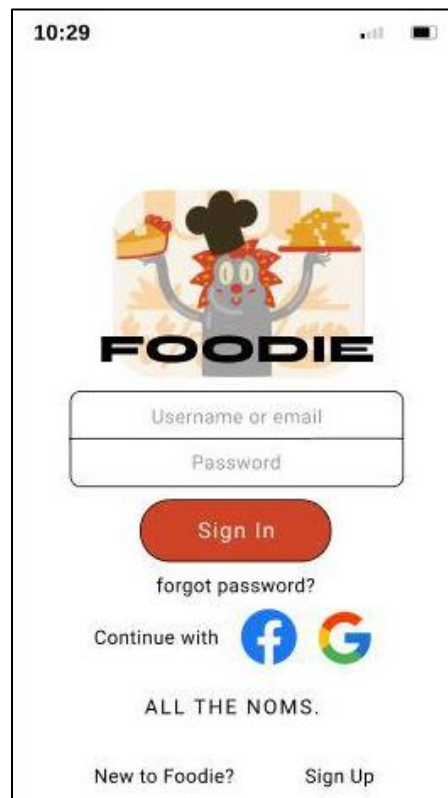 10:29
FOODIE
Username or email
Password
Sign In
forgot password?
Continue with
ALL THE NOMS.
New to Foodie? Sign Up